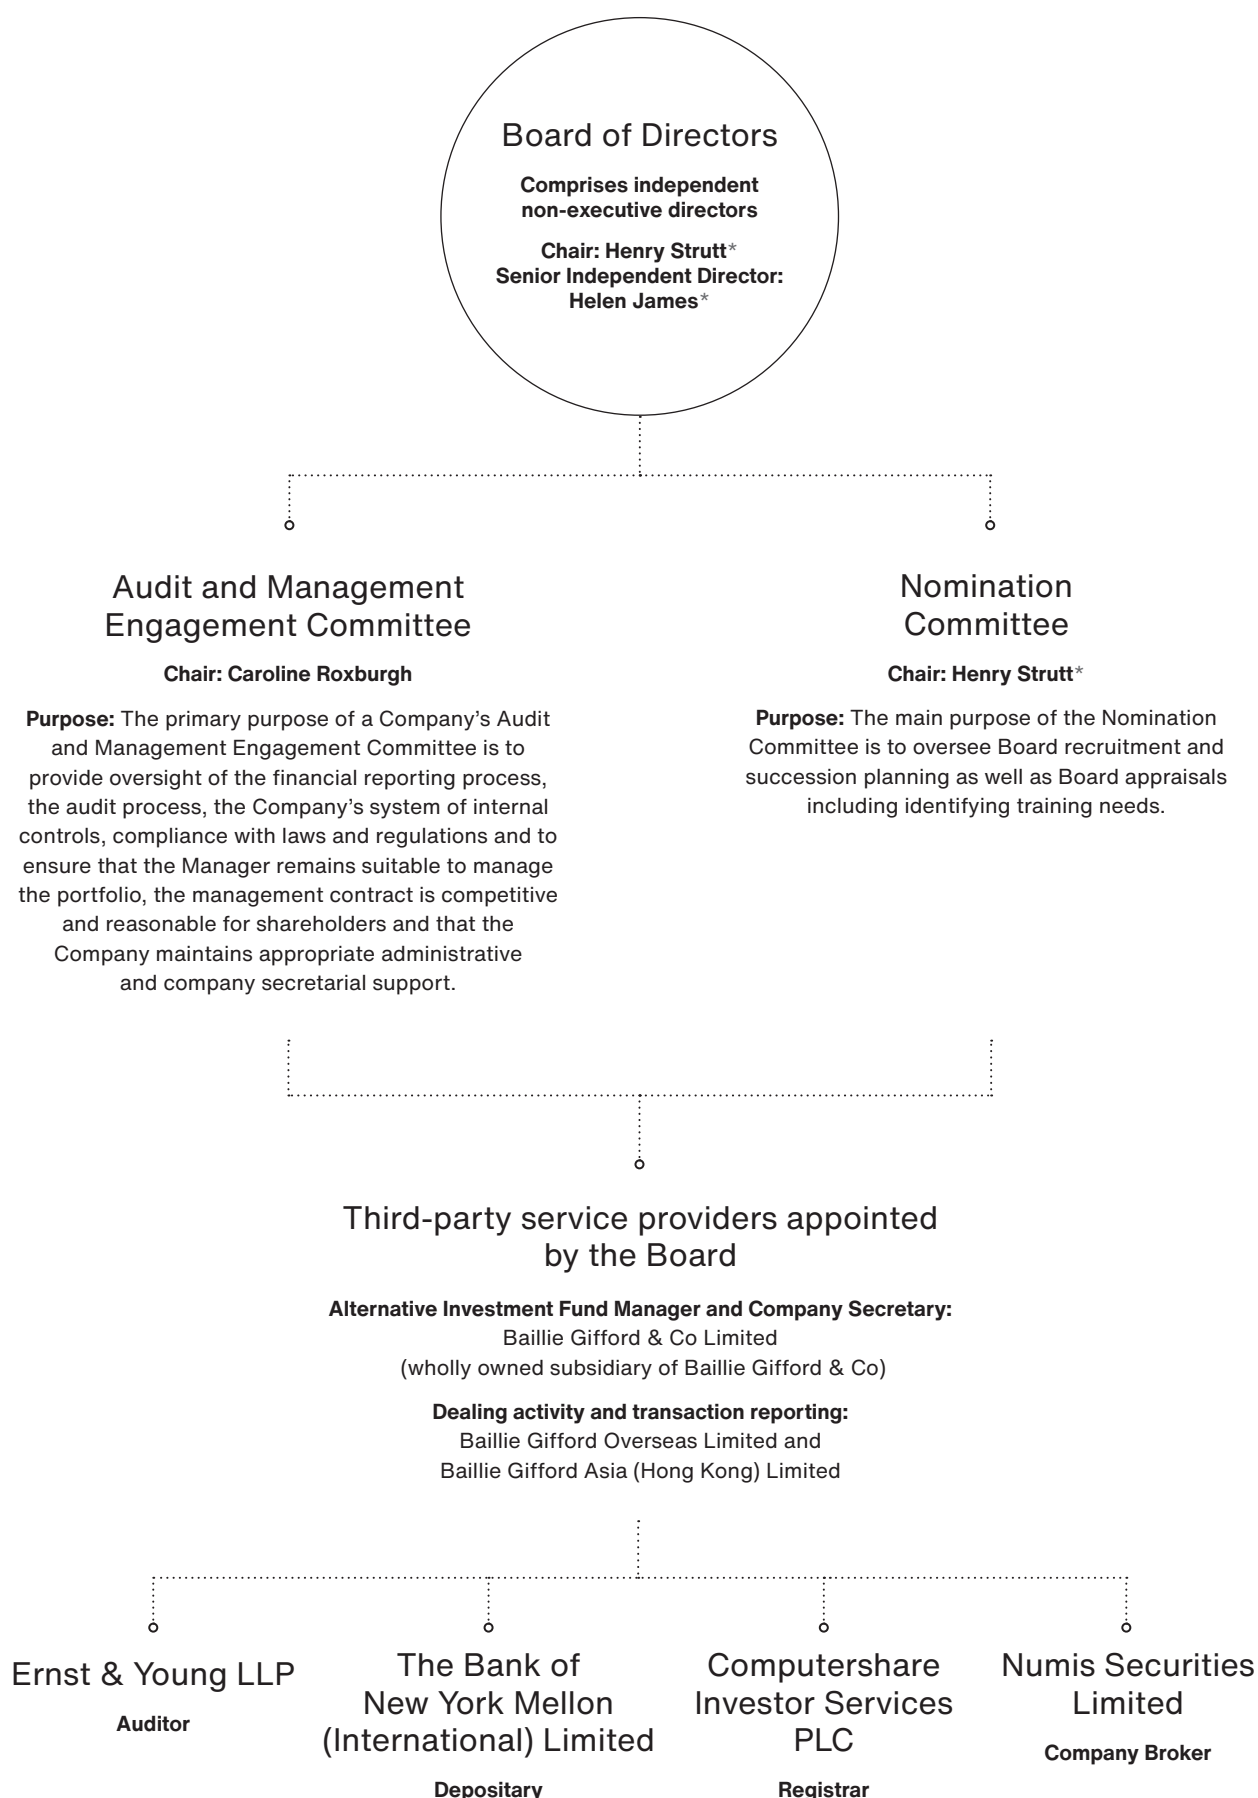 Board of Directors
Comprises independent
non-executive directors
Chair: Henry Strutt*
Senior Independent Director:
Helen James*
Audit and Management
Engagement Committee
Chair: Caroline Roxburgh
Purpose: The primary purpose of a Company's Audit
and Management Engagement Committee is to
provide oversight of the financial reporting process,
the audit process, the Company's system of internal
controls, compliance with laws and regulations and to
ensure that the Manager remains suitable to manage
the portfolio, the management contract is competitive
and reasonable for shareholders and that the
Company maintains appropriate administrative
and company secretarial support.
Nomination
Committee
Chair: Henry Strutt*
Purpose: The main purpose of the Nomination
Committee is to oversee Board recruitment and
succession planning as well as Board appraisals
including identifying training needs.
Third-party service providers appointed
by the Board
Alternative Investment Fund Manager and Company Secretary:
Baillie Gifford & Co Limited
(wholly owned subsidiary of Baillie Gifford & Co)
Dealing activity and transaction reporting:
Baillie Gifford Overseas Limited and
Baillie Gifford Asia (Hong Kong) Limited
Ernst & Young LLP
Auditor
The Bank of
New York Mellon
(International) Limited
Depositary
Computershare
Investor Services
PLC
Registrar
Numis Securities
Limited
Company Broker